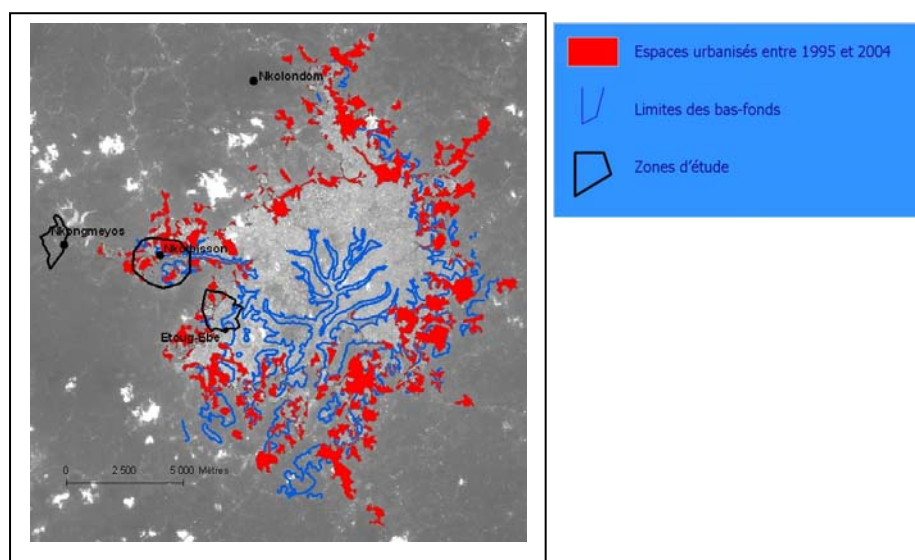 Nkolondom
Nkongmeyos
Nkolbisson
Etoug-Ebe
0 2 500 5 000 Mètres
Espaces urbanisés entre 1995 et 2004
Limites des bas-fonds
Zones d'étude